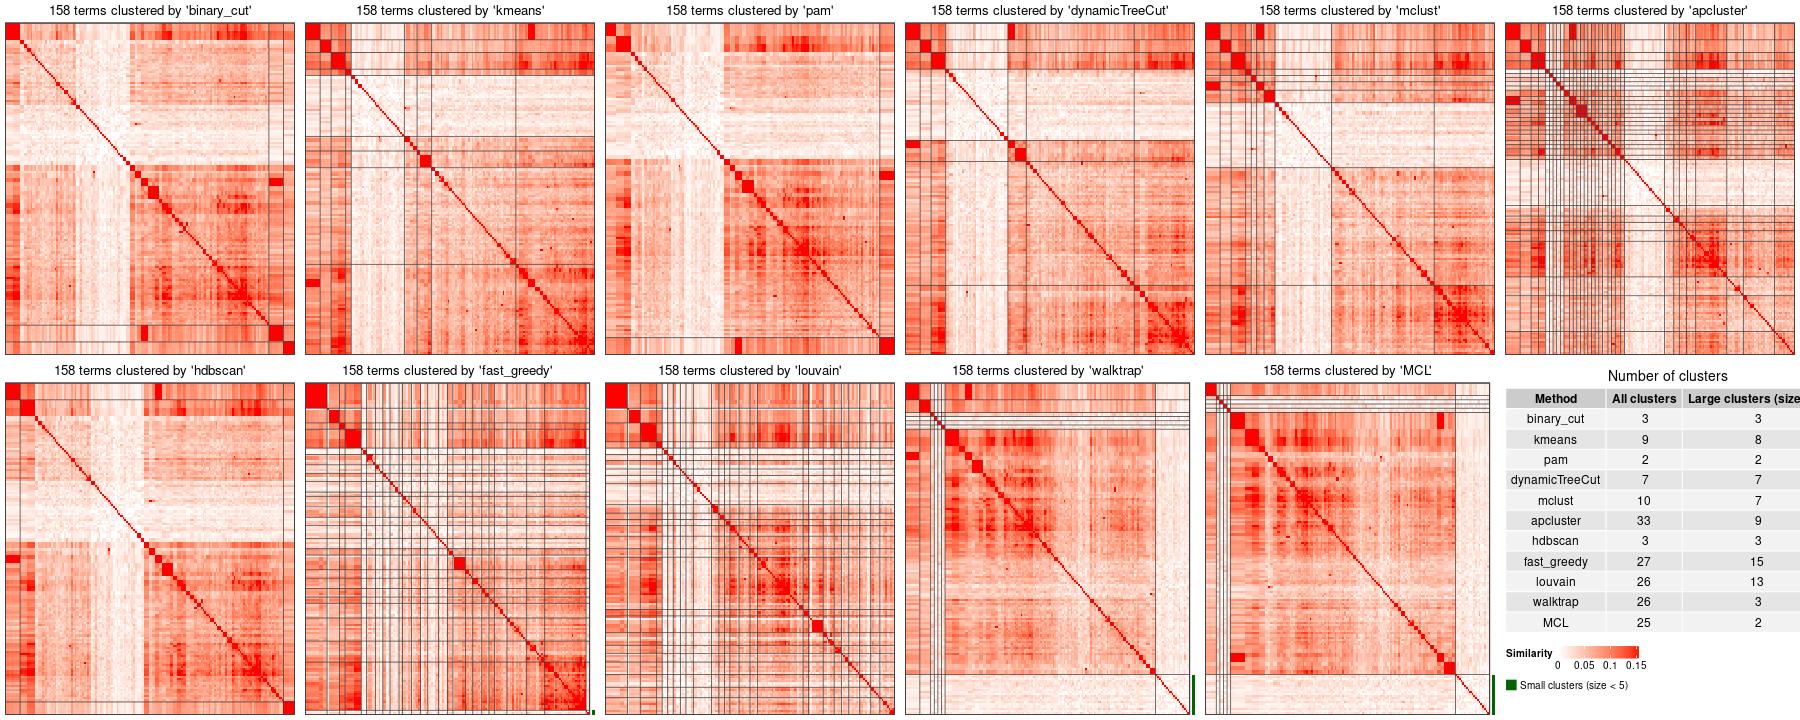 158 terms clustered by 'binary_cut'
158 terms clustered by 'kmeans'
158 terms clustered by 'pam'
158 terms clustered by 'dynamicTreeCut'
158 terms clustered by 'mclust'
158 terms clustered by 'apcluster'
158 terms clustered by 'hdbscan'
158 terms clustered by 'fast_greedy'
158 terms clustered by 'louvain'
158 terms clustered by 'walktrap'
158 terms clustered by 'MCL'
Number of clusters
Method All clusters Large clusters (size
binary_cut 3 3
kmeans 9 8
pam 2 2
dynamicTreeCut 7 7
mclust 10 7
apcluster 33 9
hdbscan 3 3
fast_greedy 27 15
louvain 26 13
walktrap 26 3
MCL 25 2
Similarity
0 0.05 0.1 0.15
Small clusters (size < 5)